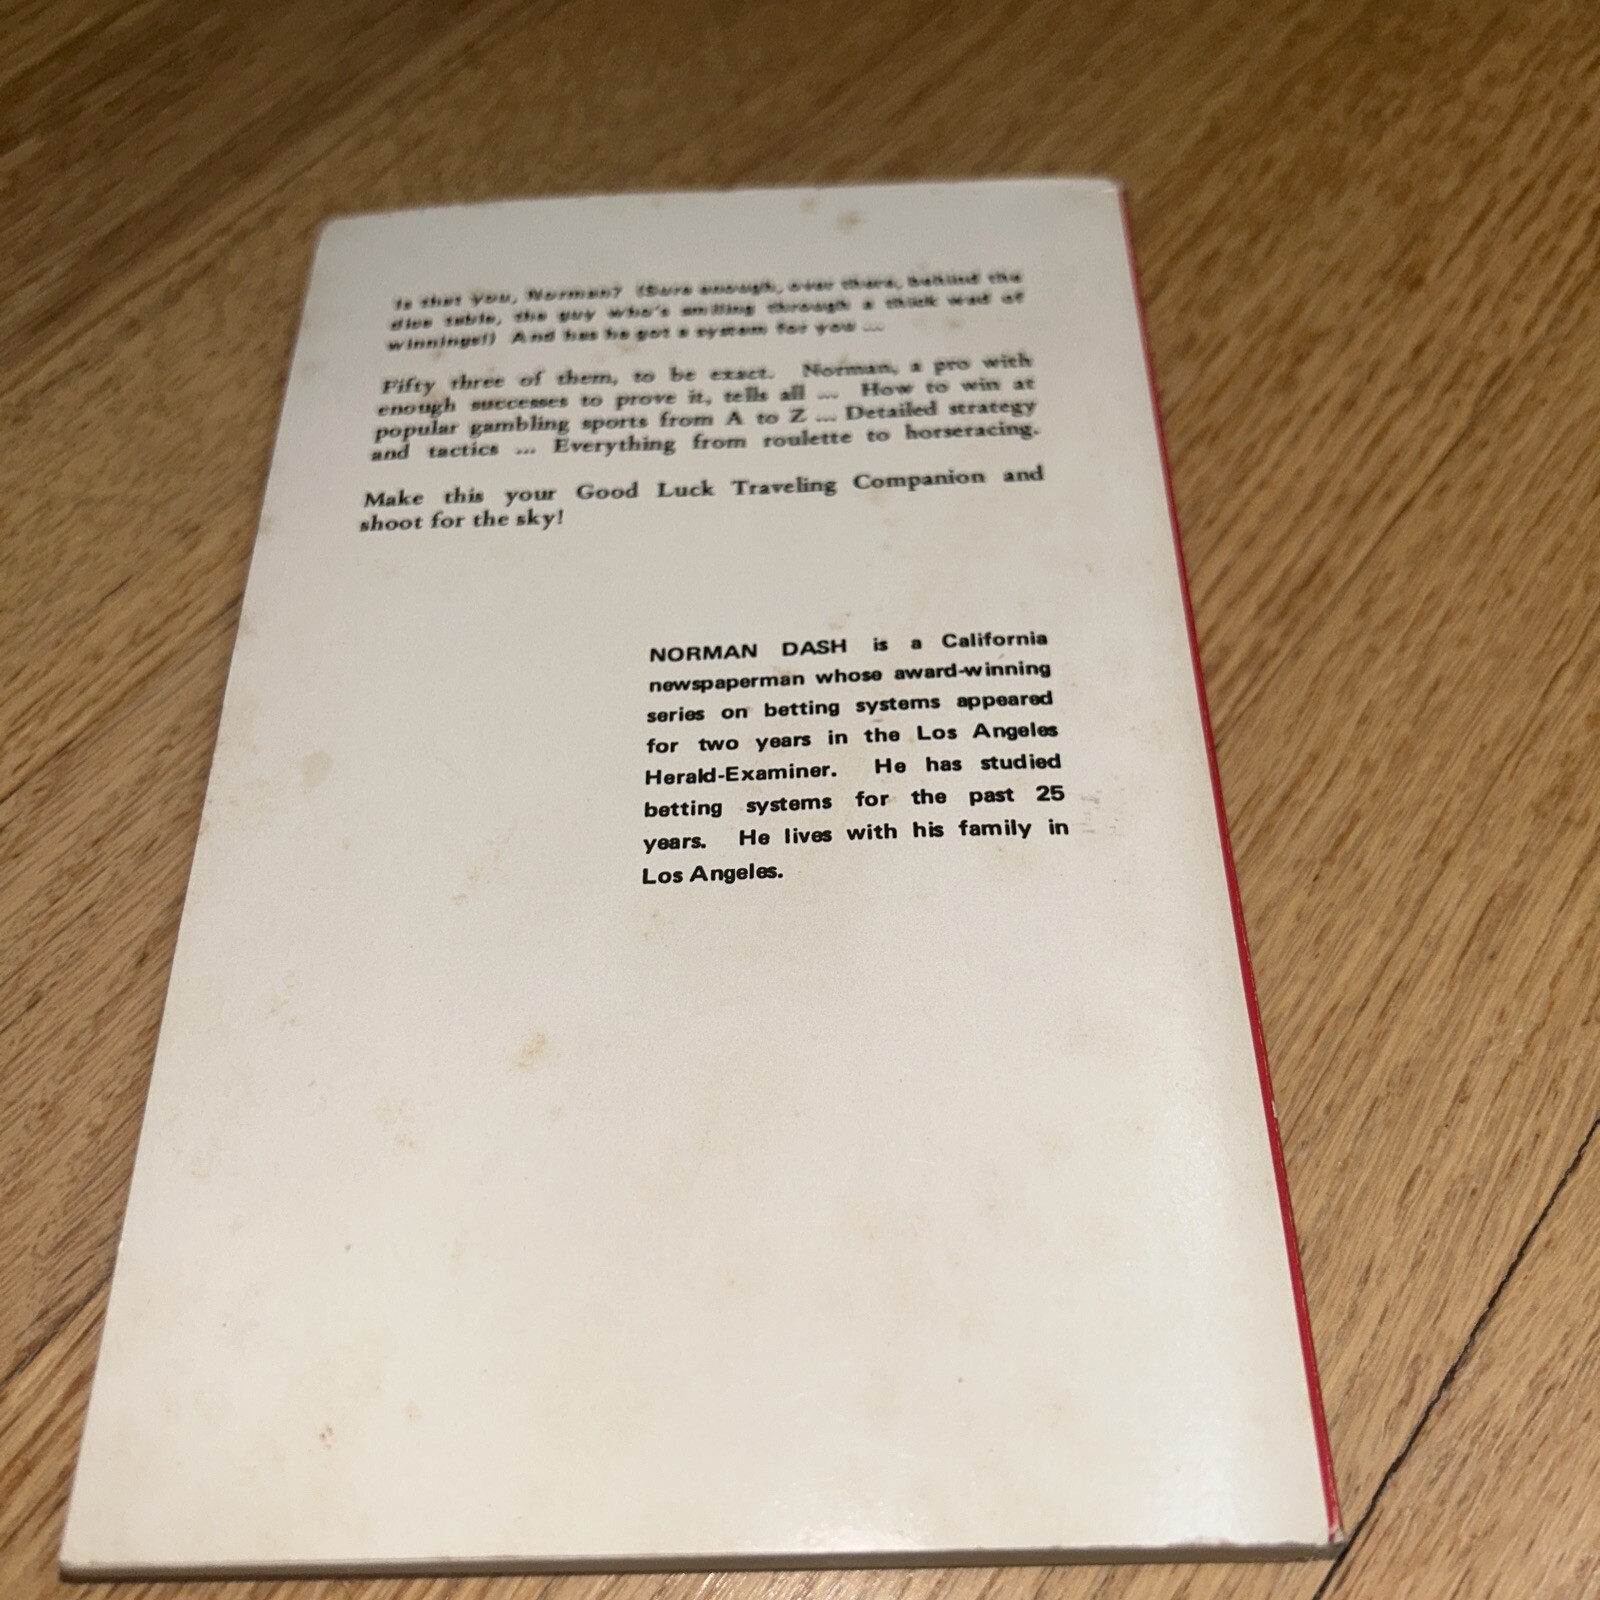 Is that you, Norman? (Sure enough, over there, behind the
dice table, the guy who's smiling through a thick wad of
winnings!) And has he got a system for you ...
Fifty three of them, to be exact. Norman, a pro with
enough successes to prove it, tells all ... How to win at
popular gambling sports from A to Z ... Detailed strategy
and tactics ... Everything from roulette to horseracing.
Make this your Good Luck Traveling Companion and
shoot for the sky!
NORMAN DASH is a California
newspaperman whose award-winning
series on betting systems appeared
for two years in the Los Angeles
Herald-Examiner. He has studied
betting systems for the past 25
years. He lives with his family in
Los Angeles.